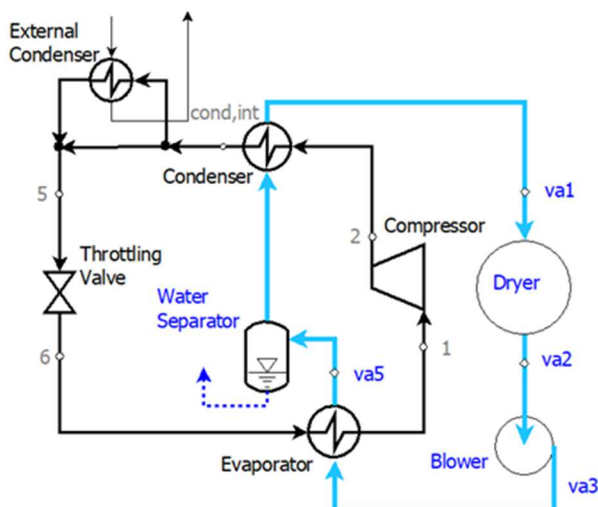 External
Condenser
cond,int
Condenser
va1
5
2
Compressor
Throttling
Valve
Water
Separator
Dryer
6
1
va5
va2
Evaporator
Blower
va3